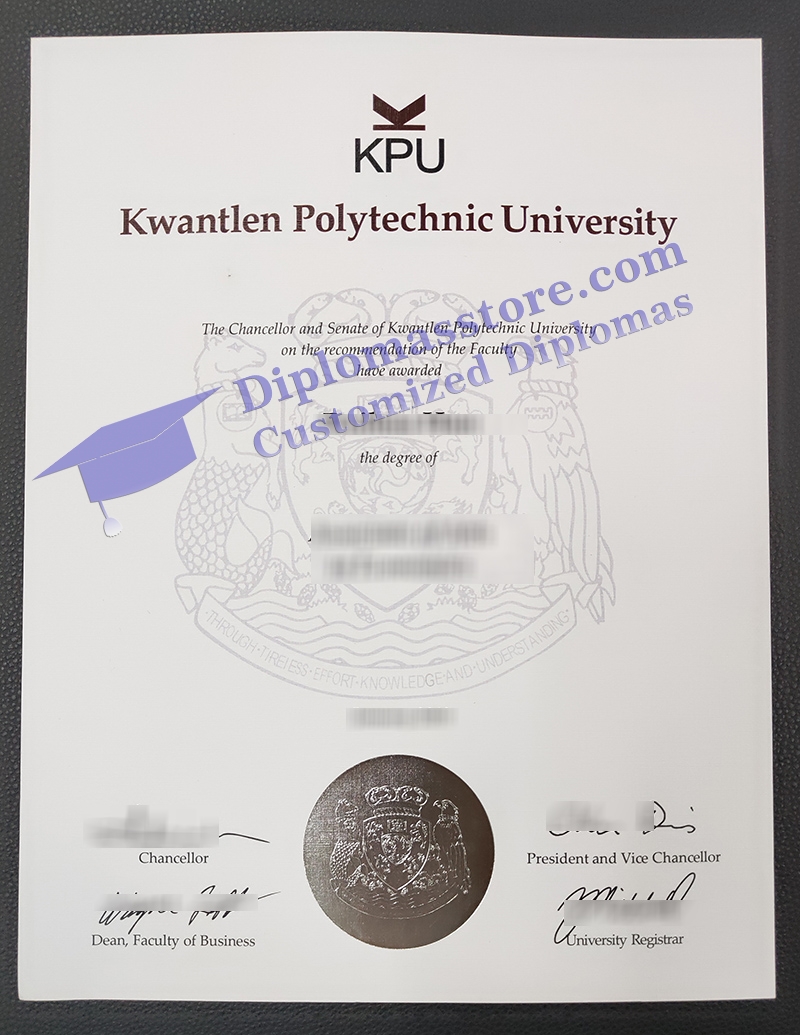 KPU
Kwantlen Polytechnic University
Diplomasstore.com
Customized Diplomas
The Chancellor and Senate of Kwantlen Polytechnic University
on the recommendation of the Faculty
have awarded
the degree of
·THROUGH·TIRELESS·EFFORT·KNOWLEDGE·AND·UNDERSTANDING·
Chancellor
President and Vice Chancellor
Dean, Faculty of Business
University Registrar